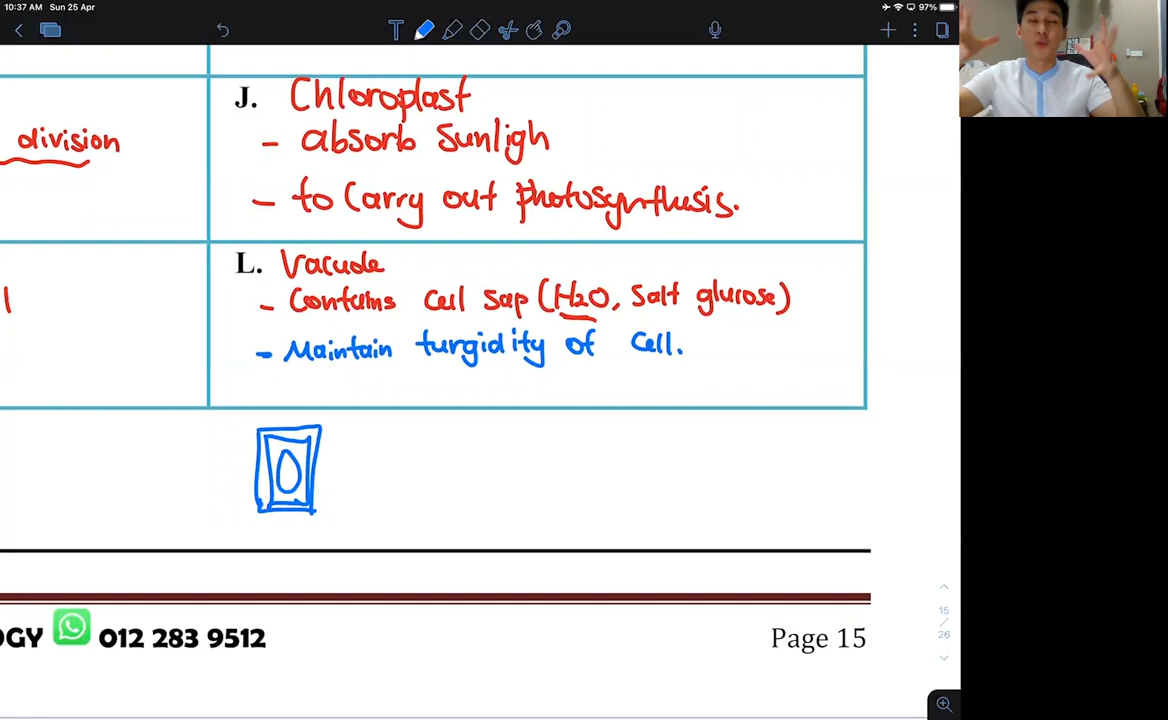 10:37 AM Sun 25 Apr
97%
T
J. Chloroplast
- absorb sunligh
- to carry out photosynthesis.
division
L. Vacuole
- Contains cell sap (H2O, salt glucose)
- Maintain turgidity of cell.
15
/
26
OGY 012 283 9512
Page 15